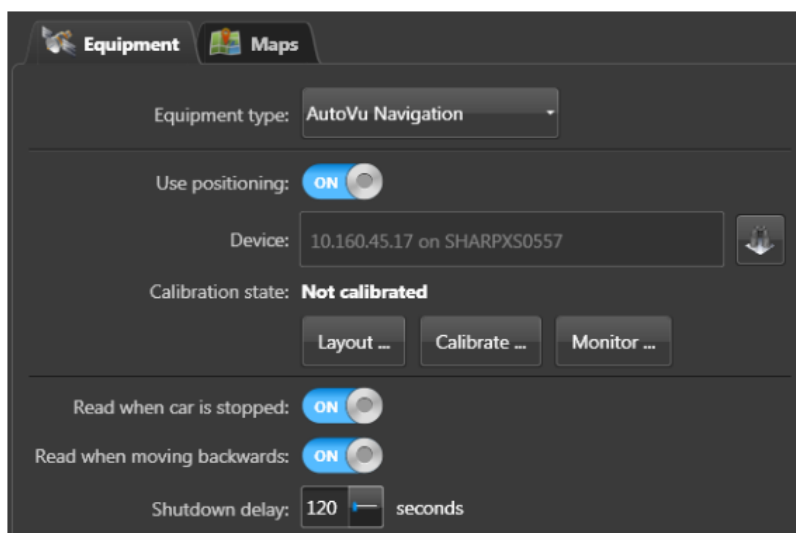 Equipment Maps
Equipment type: AutoVu Navigation
Use positioning: ON
Device: 10.160.45.17 on SHARPXS0557
Calibration state: Not calibrated
Layout ... Calibrate ... Monitor ...
Read when car is stopped: ON
Read when moving backwards: ON
Shutdown delay: 120 seconds